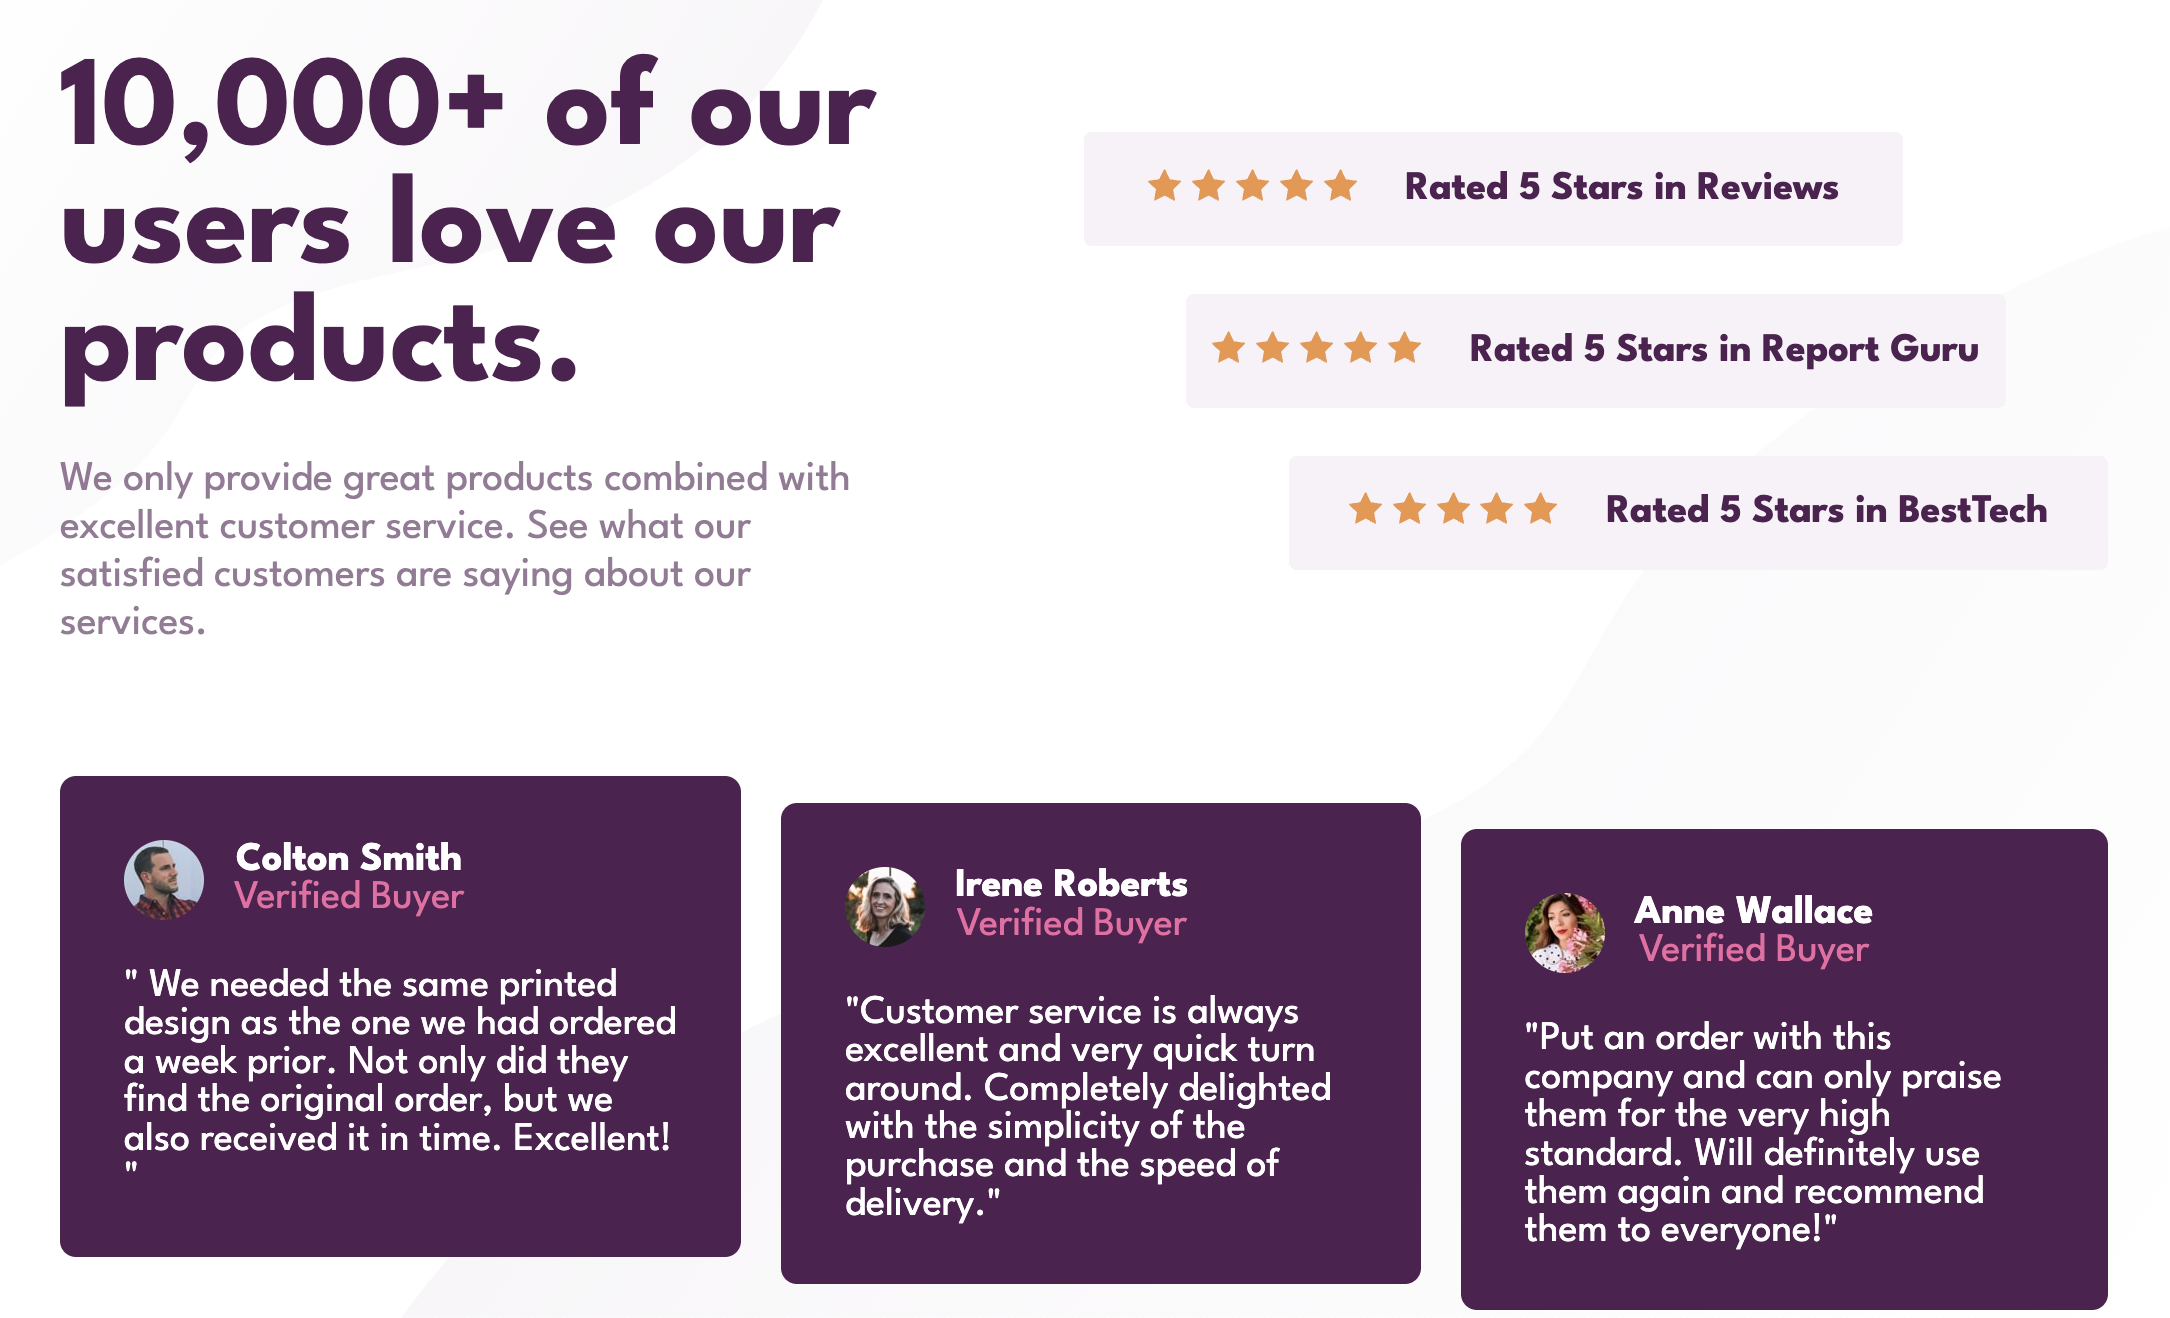 10,000+ of our
users love our
products.
We only provide great products combined with
excellent customer service. See what our
satisfied customers are saying about our
services.
Rated 5 Stars in Reviews
Rated 5 Stars in Report Guru
Rated 5 Stars in BestTech
Colton Smith
Verified Buyer
" We needed the same printed
design as the one we had ordered
a week prior. Not only did they
find the original order, but we
also received it in time. Excellent!
"
Irene Roberts
Verified Buyer
"Customer service is always
excellent and very quick turn
around. Completely delighted
with the simplicity of the
purchase and the speed of
delivery."
Anne Wallace
Verified Buyer
"Put an order with this
company and can only praise
them for the very high
standard. Will definitely use
them again and recommend
them to everyone!"